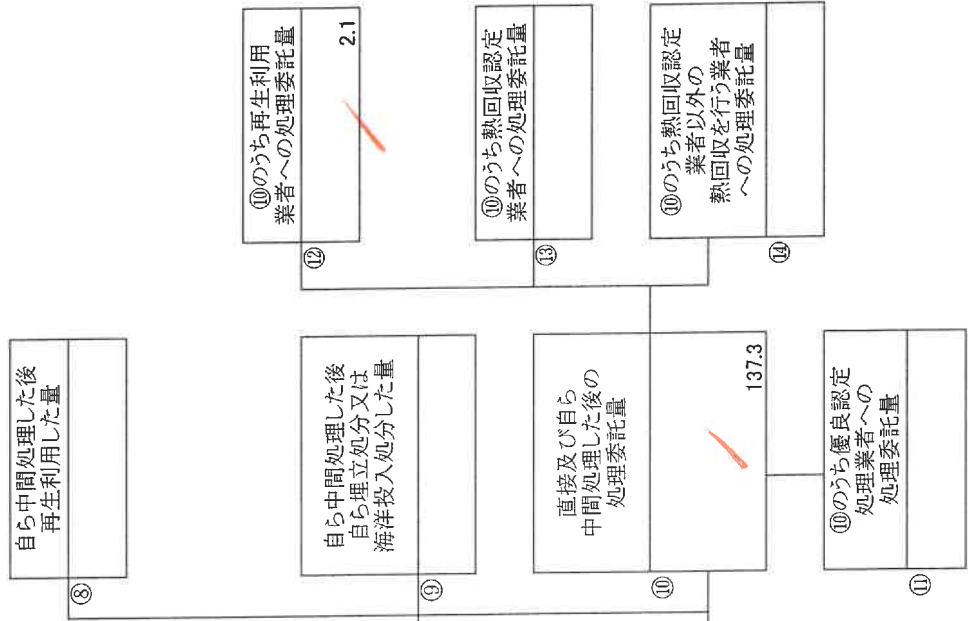 ⑧
自ら中間処理した後
再生利用した量
⑨
自ら中間処理した後
自ら埋立処分又は
海洋投入処分した量
⑩
直接及び自ら
中間処理した後の
処理委託量
137.3
⑪
⑩のうち優良認定
処理業者への
処理委託量
⑫
⑩のうち再生利用
業者への処理委託量
2.1
⑬
⑩のうち熱回収認定
業者への処理委託量
⑭
⑩のうち熱回収認定
業者以外の
熱回収を行う業者
への処理委託量